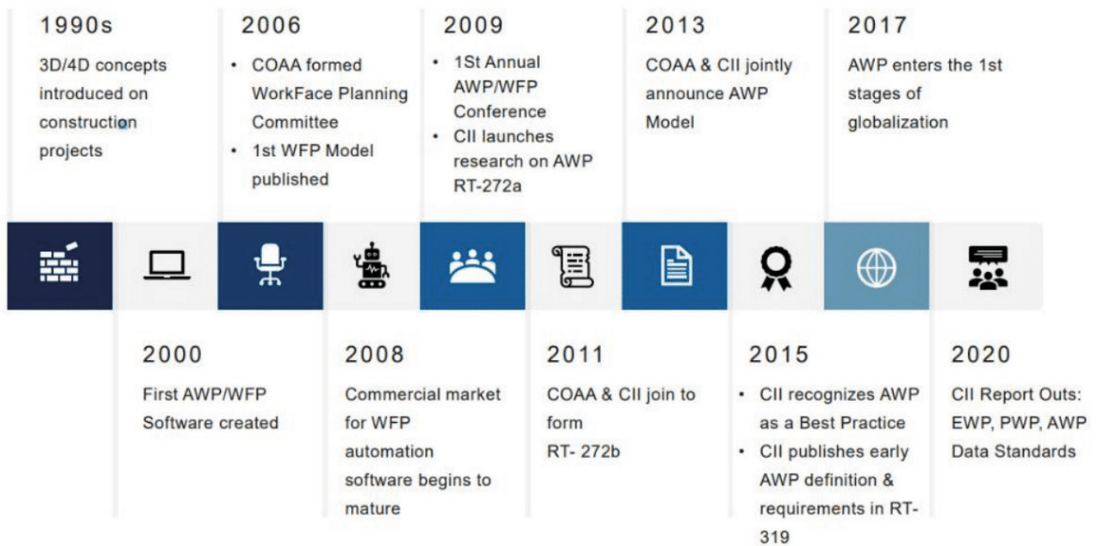 1990s
3D/4D concepts
introduced on
construction
projects
2006
• COAA formed
WorkFace Planning
Committee
• 1st WFP Model
published
2009
• 1St Annual
AWP/WFP
Conference
• CII launches
research on AWP
RT-272a
2013
COAA & CII jointly
announce AWP
Model
2017
AWP enters the 1st
stages of
globalization
2000
First AWP/WFP
Software created
2008
Commercial market
for WFP
automation
software begins to
mature
2011
COAA & CII join to
form
RT- 272b
2015
• CII recognizes AWP
as a Best Practice
• CII publishes early
AWP definition &
requirements in RT-
319
2020
CII Report Outs:
EWP, PWP, AWP
Data Standards